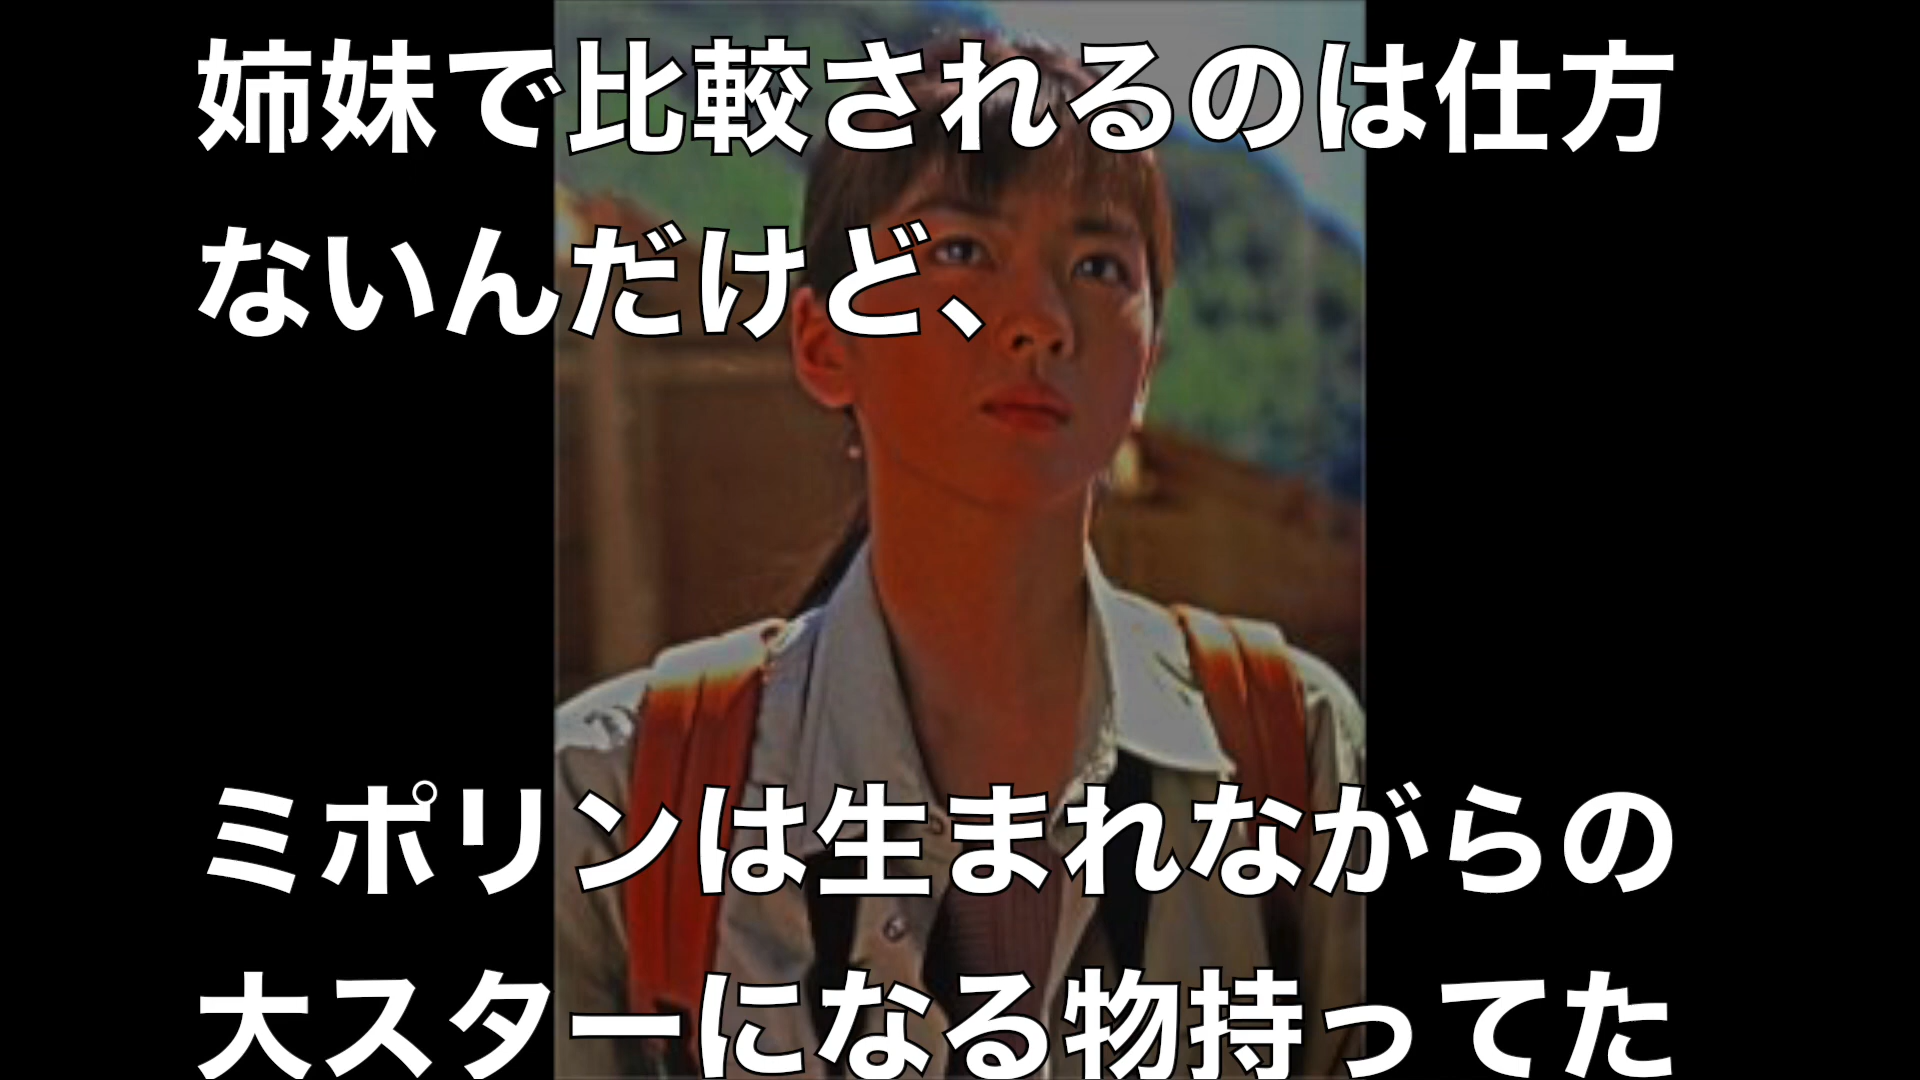 姉妹で比較されるのは仕方
ないんだけど、
ミポリンは生まれながらの
大スターになる物持ってた